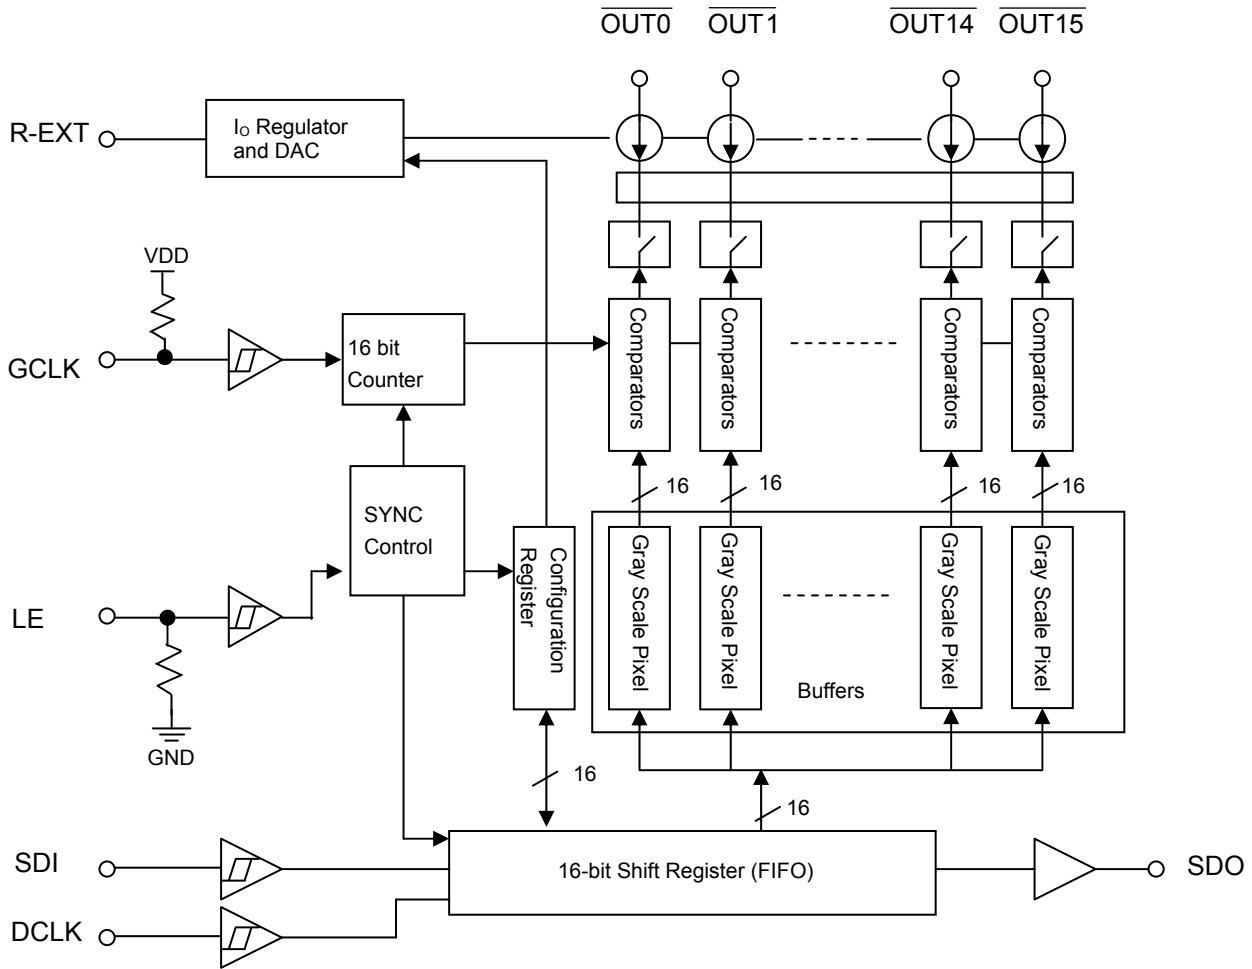 OUT0 OUT1 OUT14 OUT15
R-EXT
IO Regulator
and DAC
VDD
GCLK
16 bit
Counter
Comparators
Comparators
Comparators
Comparators
16 16 16 16
SYNC
Control
LE
GND
Configuration
Register
Gray Scale Pixel
Gray Scale Pixel
Gray Scale Pixel
Gray Scale Pixel
Buffers
16
16
SDI
DCLK
16-bit Shift Register (FIFO)
SDO